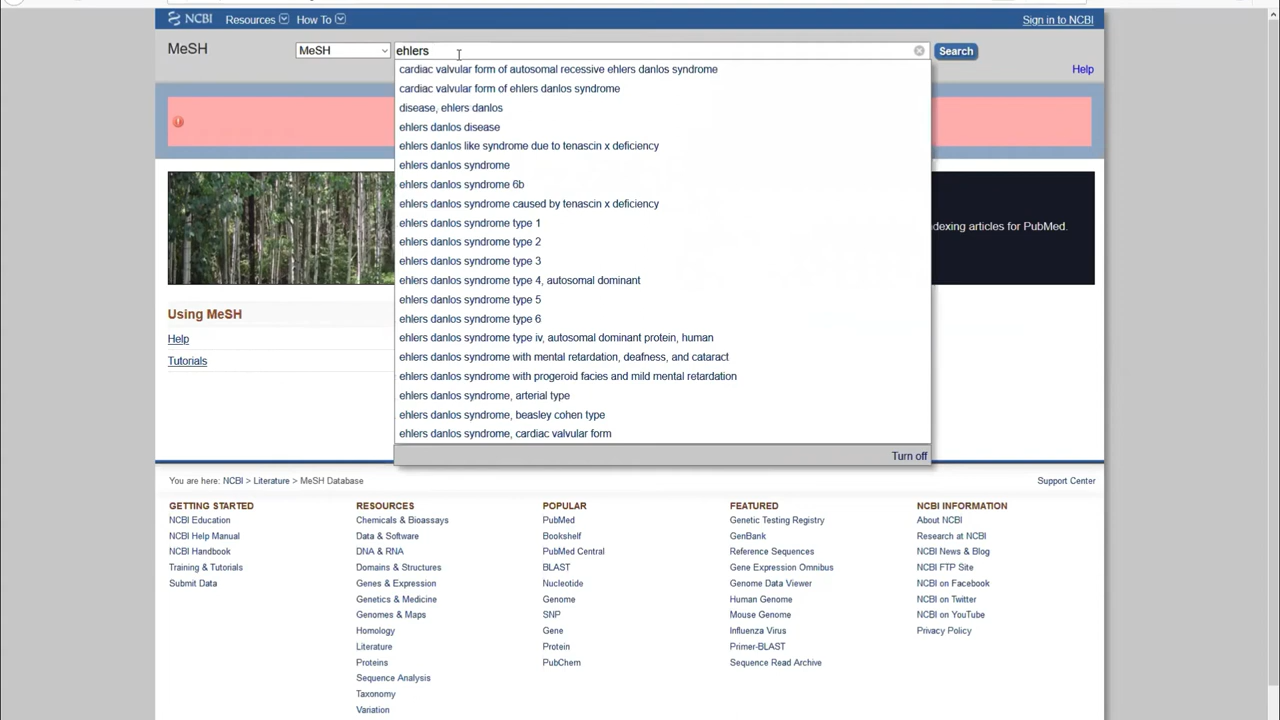 NCBI Resources How To Sign in to NCBI
MeSH MeSH ehlers Search
Help
cardiac valvular form of autosomal recessive ehlers danlos syndrome
cardiac valvular form of ehlers danlos syndrome
disease, ehlers danlos
ehlers danlos disease
ehlers danlos like syndrome due to tenascin x deficiency
ehlers danlos syndrome
ehlers danlos syndrome 6b
ehlers danlos syndrome caused by tenascin x deficiency
ehlers danlos syndrome type 1
ehlers danlos syndrome type 2
ehlers danlos syndrome type 3
ehlers danlos syndrome type 4, autosomal dominant
ehlers danlos syndrome type 5
ehlers danlos syndrome type 6
ehlers danlos syndrome type iv, autosomal dominant protein, human
ehlers danlos syndrome with mental retardation, deafness, and cataract
ehlers danlos syndrome with progeroid facies and mild mental retardation
ehlers danlos syndrome, arterial type
ehlers danlos syndrome, beasley cohen type
ehlers danlos syndrome, cardiac valvular form
Turn off
articles for PubMed.
Using MeSH
Help
Tutorials
You are here: NCBI > Literature > MeSH Database Support Center
GETTING STARTED
NCBI Education
NCBI Help Manual
NCBI Handbook
Training & Tutorials
Submit Data
RESOURCES
Chemicals & Bioassays
Data & Software
DNA & RNA
Domains & Structures
Genes & Expression
Genetics & Medicine
Genomes & Maps
Homology
Literature
Proteins
Sequence Analysis
Taxonomy
Variation
POPULAR
PubMed
Bookshelf
PubMed Central
BLAST
Nucleotide
Genome
SNP
Gene
Protein
PubChem
FEATURED
Genetic Testing Registry
GenBank
Reference Sequences
Gene Expression Omnibus
Genome Data Viewer
Human Genome
Mouse Genome
Influenza Virus
Primer-BLAST
Sequence Read Archive
NCBI INFORMATION
About NCBI
Research at NCBI
NCBI News & Blog
NCBI FTP Site
NCBI on Facebook
NCBI on Twitter
NCBI on YouTube
Privacy Policy